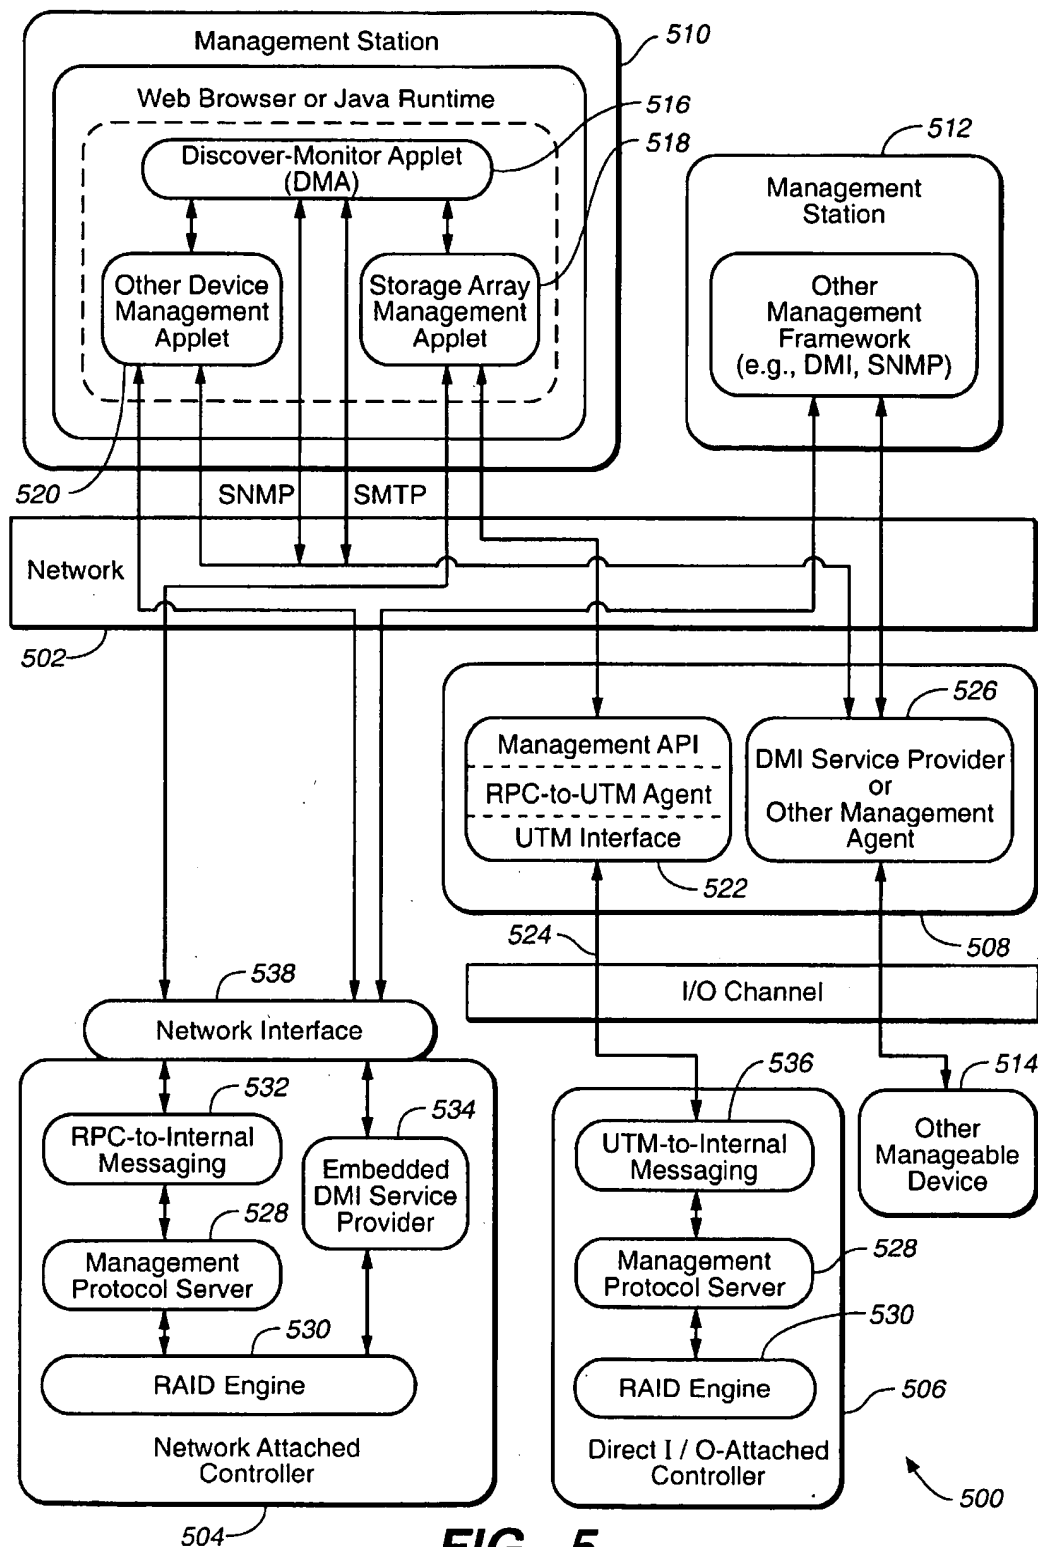 Management Station
510
Web Browser or Java Runtime
516
Discover-Monitor Applet
(DMA)
518
512
Management
Station
Other Device
Management
Applet
Storage Array
Management
Applet
Other
Management
Framework
(e.g., DMI, SNMP)
520
SNMP
SMTP
Network
502
526
Management API
RPC-to-UTM Agent
UTM Interface
DMI Service Provider
or
Other Management
Agent
522
524
508
I/O Channel
538
Network Interface
532
534
536
514
RPC-to-Internal
Messaging
Embedded
DMI Service
Provider
UTM-to-Internal
Messaging
Other
Manageable
Device
528
Management
Protocol Server
Management
Protocol Server
528
530
RAID Engine
530
RAID Engine
506
Network Attached
Controller
Direct I / O-Attached
Controller
500
504
FIG._5